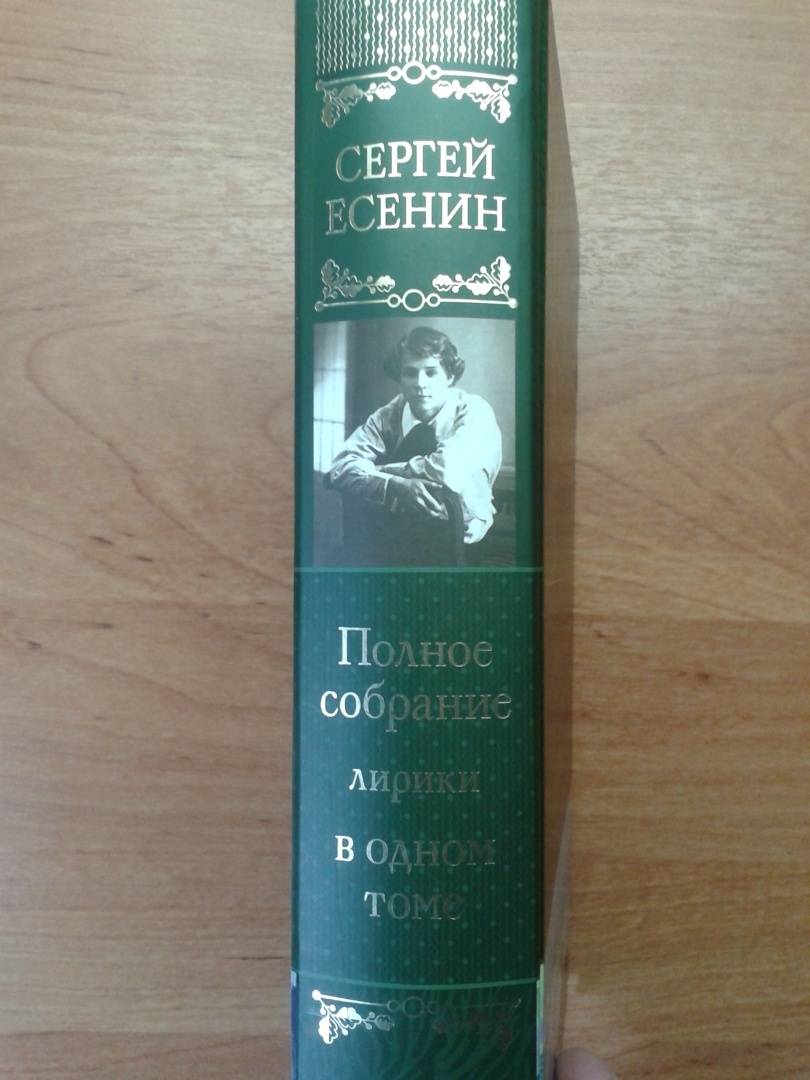 СЕРГЕЙ
ЕСЕНИН
Полное
собрание
лирики
в одном
томе